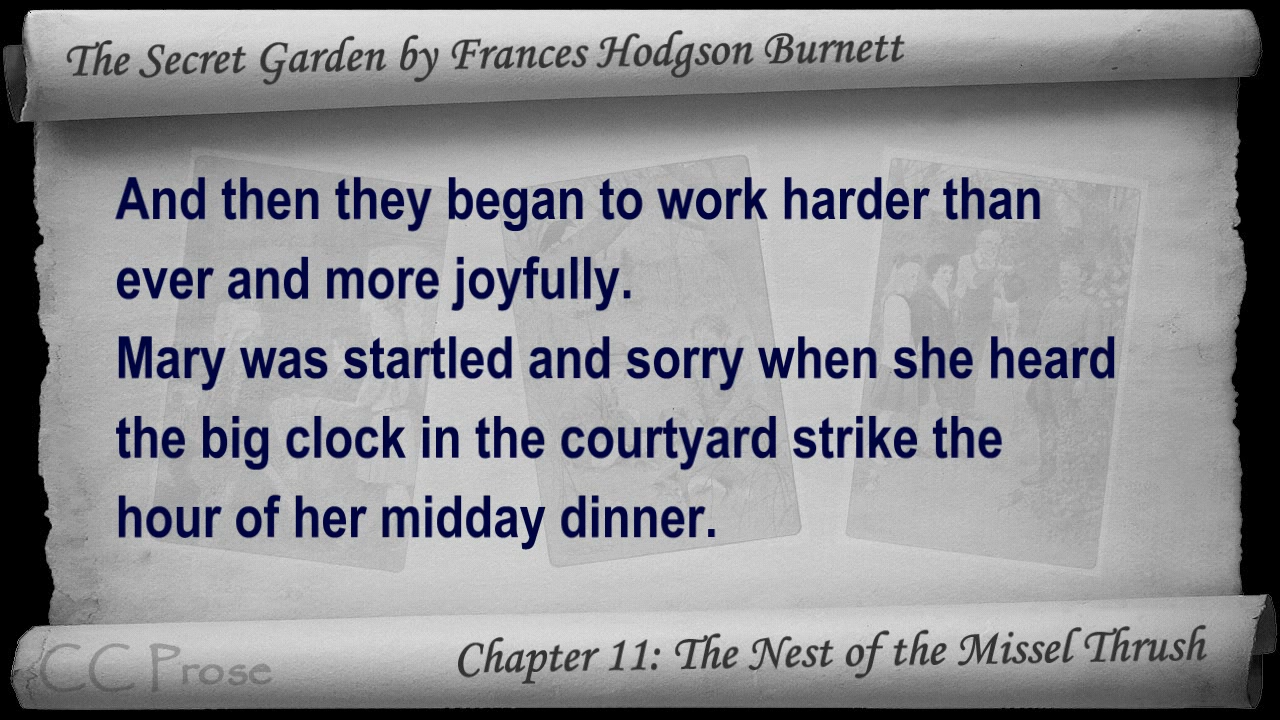 The Secret Garden by Frances Hodgson Burnett
And then they began to work harder than
ever and more joyfully.
Mary was startled and sorry when she heard
the big clock in the courtyard strike the
hour of her midday dinner.
Chapter 11: The Nest of the Missel Thrush
CC Prose